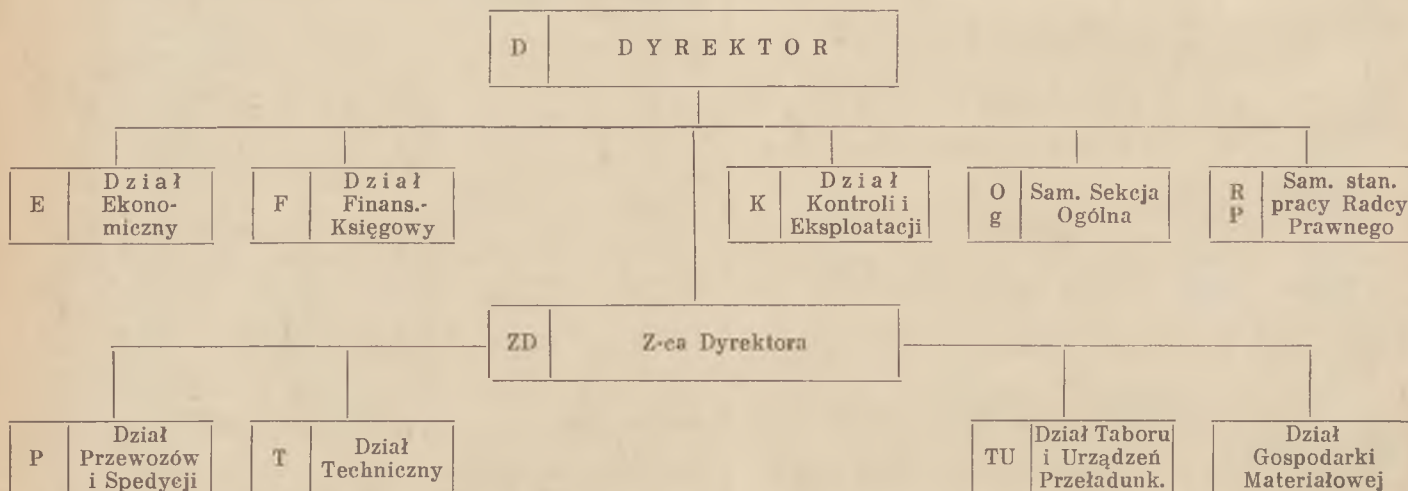 D
D Y R E K T O R
E
Dział
Ekono-
miczny
F
Dział
Finans.-
Księgowy
K
Dział
Kontroli i
Eksploatacji
O
g
Sam. Sekcja
Ogólna
R
P
Sam. stan.
pracy Radcy
Prawnego
ZD
Z-ca Dyrektora
P
Dział
Przewozów
i Spedycji
T
Dział
Techniczny
TU
Dział Taboru
i Urządzeń
Przeładunk.
Dział
Gospodarki
Materiałowej